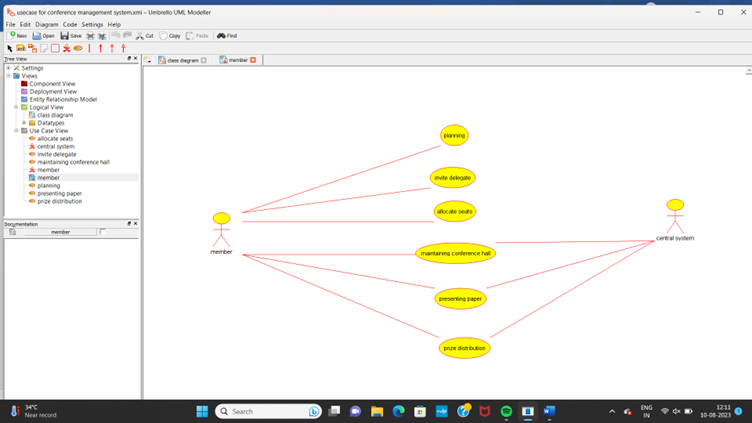 usecase for conference management system.xmi – Umbrello UML Modeller
File Edit Diagram Code Settings Help
New Open Save Cut Copy Paste Find
Tree View
class diagram member
Settings
Views
Component View
Deployment View
Entity Relationship Model
Logical View
class diagram
Datatypes
Use Case View
allocate seats
central system
invite delegate
maintaining conference hall
member
member
planning
presenting paper
prize distribution
Documentation
member
planning
invite delegate
allocate seats
member
central system
maintaining conference hall
presenting paper
prize distribution
34°C
Near record
Search
ENG
IN
12:11
10-08-2023